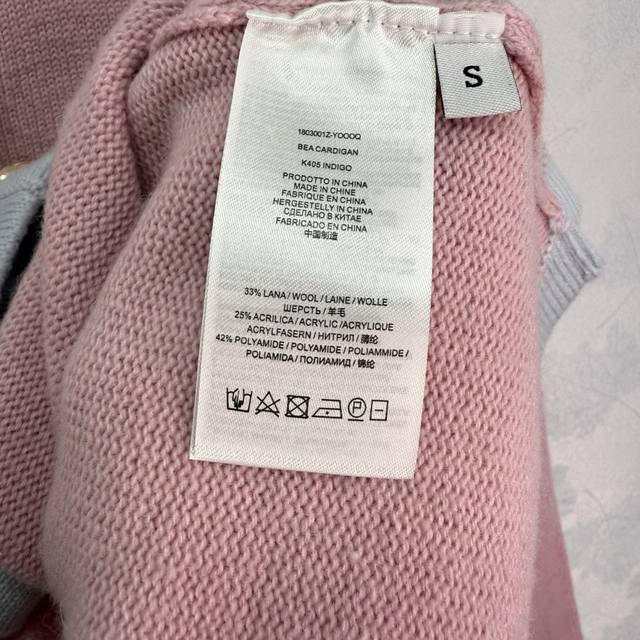 S
1803001Z-YOOOQ
BEA CARDIGAN
K405 INDIGO
PRODOTTO IN CHINA
MADE IN CHINE
FABRIQUE EN CHINA
HERGESTELLY IN CHINA
СДЕЛАНО В КИТАЕ
FABRICADO EN CHINA
中国制造
33% LANA / WOOL / LAINE / WOLLE
ШЕРСТЬ / 羊毛
25% ACRILICA / ACRYLIC / ACRYLIQUE
ACRYLFASERN / НИТРИЛ / 腈纶
42% POLYAMIDE / POLYAMIDE / POLIAMMIDE /
POLIAMIDA / ПОЛИАМИД / 锦纶
P